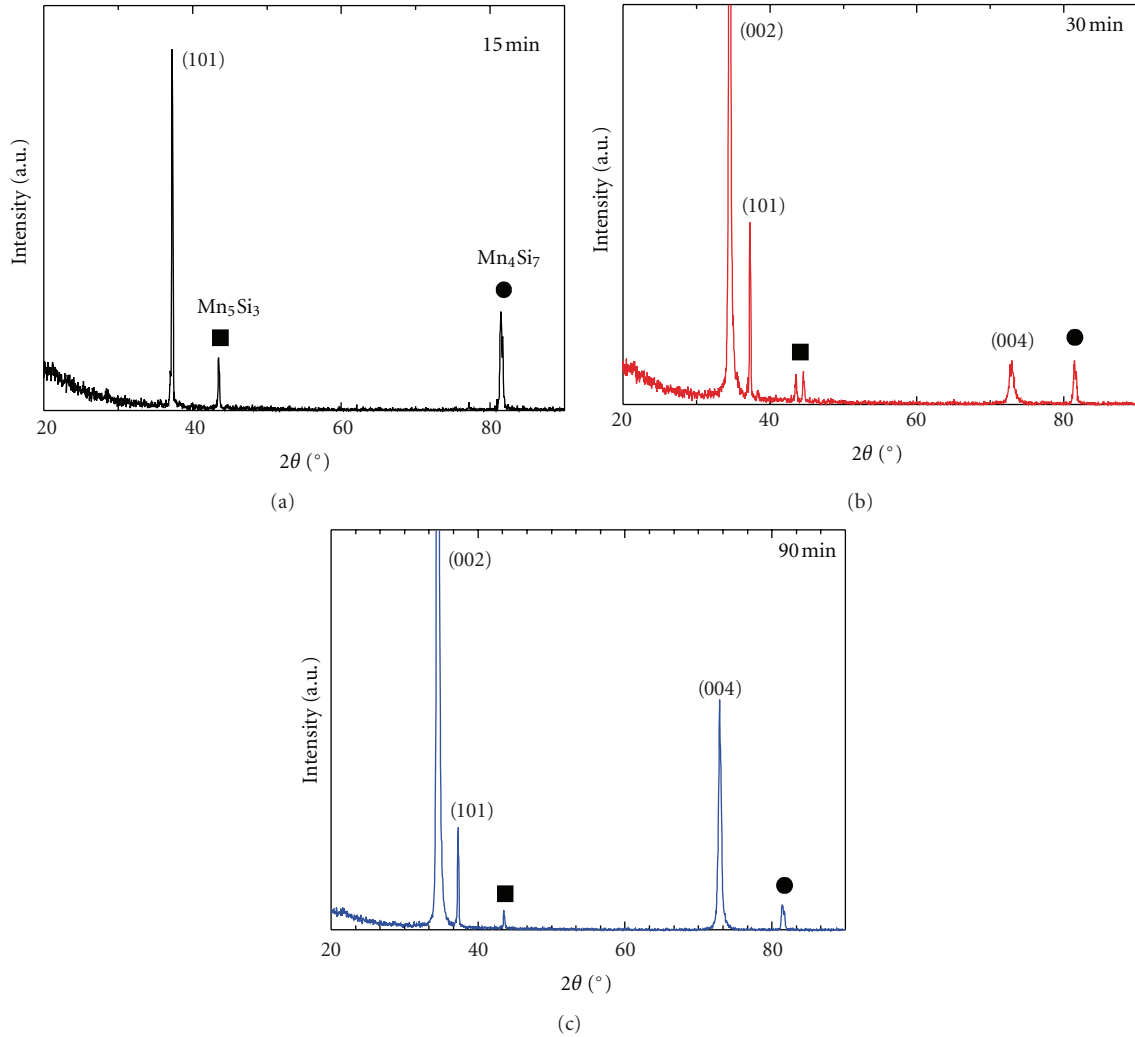 15 min
(101)
Mn₄Si₇
Mn₅Si₃
Intensity (a.u.)
20 40 60 80
2θ (°)
(a)
30 min
(002)
(101)
(004)
Intensity (a.u.)
20 40 60 80
2θ (°)
(b)
90 min
(002)
(004)
(101)
Intensity (a.u.)
20 40 60 80
2θ (°)
(c)